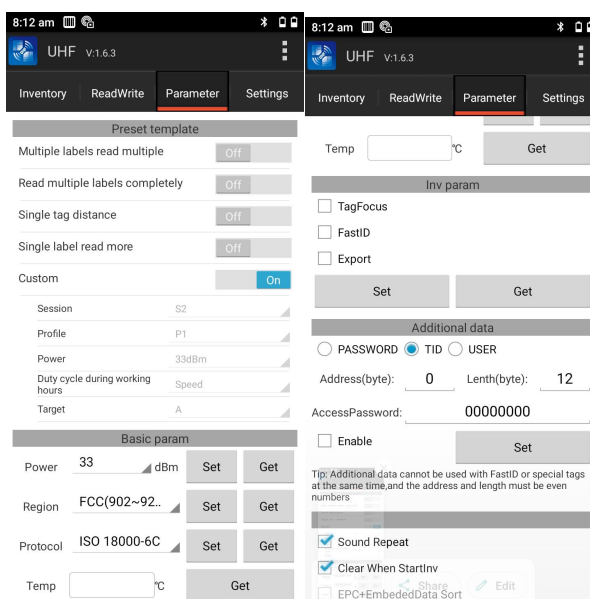 8:12 am
UHF V:1.6.3
Inventory ReadWrite Parameter Settings
Preset template
Multiple labels read multiple Off
Read multiple labels completely Off
Single tag distance Off
Single label read more Off
Custom On
Session S2
Profile P1
Power 33dBm
Duty cycle during working
hours Speed
Target A
Basic param
Power 33 dBm Set Get
Region FCC(902~92.. Set Get
Protocol ISO 18000-6C Set Get
Temp ℃ Get
8:12 am
UHF V:1.6.3
Inventory ReadWrite Parameter Settings
Temp ℃ Get
Inv param
TagFocus
FastID
Export
Set Get
Additional data
PASSWORD TID USER
Address(byte): 0 Lenth(byte): 12
AccessPassword: 00000000
Enable Set
Tip: Additional data cannot be used with FastID or special tags
at the same time,and the address and length must be even
numbers
Sound Repeat
Clear When StartInv
Share Edit
EPC+EmbededData Sort